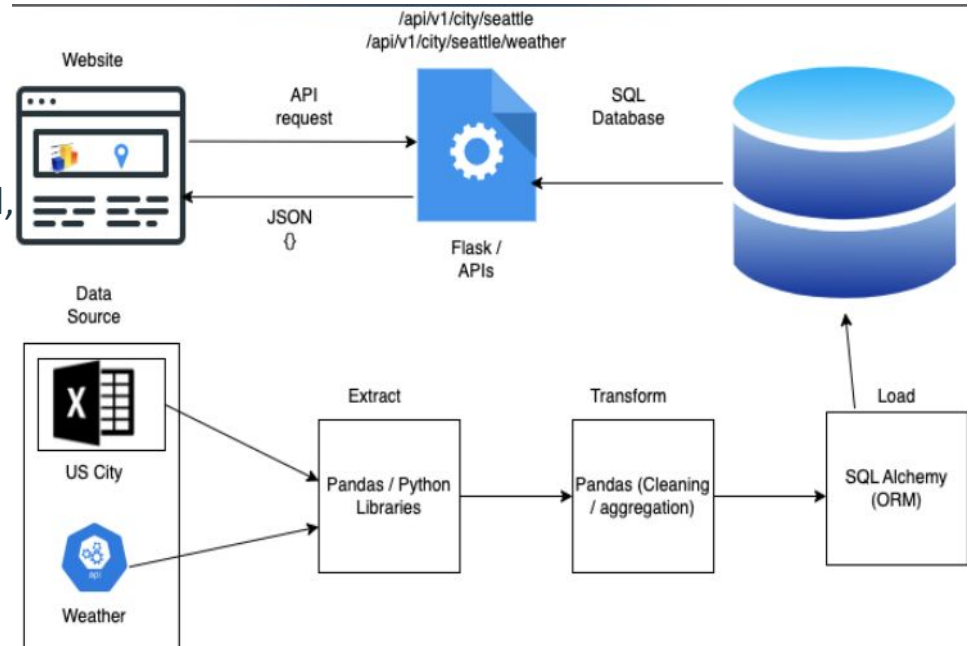 /api/v1/city/seattle
/api/v1/city/seattle/weather
Website
API
request
SQL
Database
JSON
{}
Flask /
APIs
Data
Source
X
US City
api
Weather
Extract
Pandas / Python
Libraries
Transform
Pandas (Cleaning
/ aggregation)
Load
SQL Alchemy
(ORM)